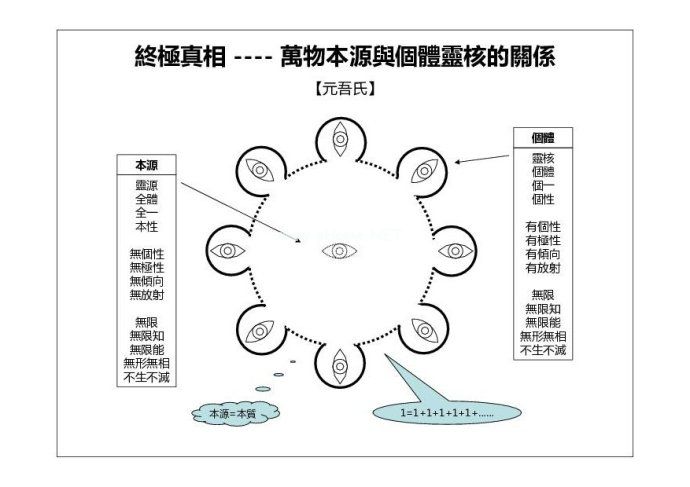 終極真相 ---- 萬物本源與個體靈核的關係
【元吾氏】
本源
靈源
全體
全一
本性
無個性
無極性
無傾向
無放射
無限
無限知
無限能
無形無相
不生不滅
個體
靈核
個體
個一
個性
有個性
有極性
有傾向
有放射
無限
無限知
無限能
無形無相
不生不滅
本源=本質
1=1+1+1+1+1+......